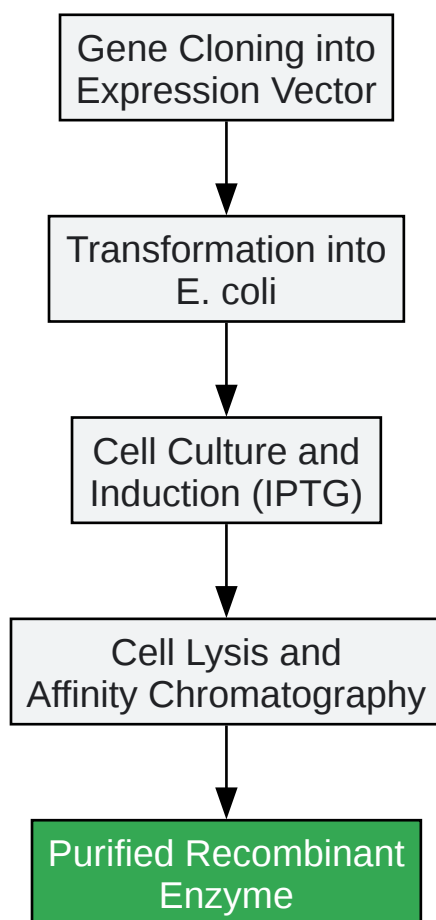 Gene Cloning into
Expression Vector
Transformation into
E. coli
Cell Culture and
Induction (IPTG)
Cell Lysis and
Affinity Chromatography
Purified Recombinant
Enzyme